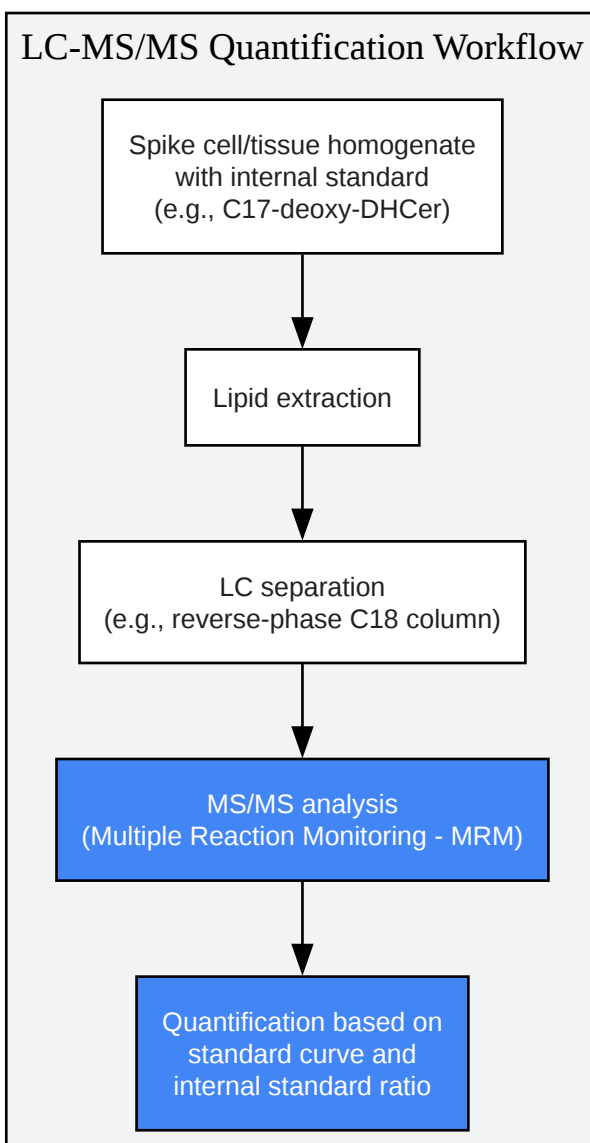 LC-MS/MS Quantification Workflow
Spike cell/tissue homogenate
with internal standard
(e.g., C17-deoxy-DHCer)
Lipid extraction
LC separation
(e.g., reverse-phase C18 column)
MS/MS analysis
(Multiple Reaction Monitoring - MRM)
Quantification based on
standard curve and
internal standard ratio